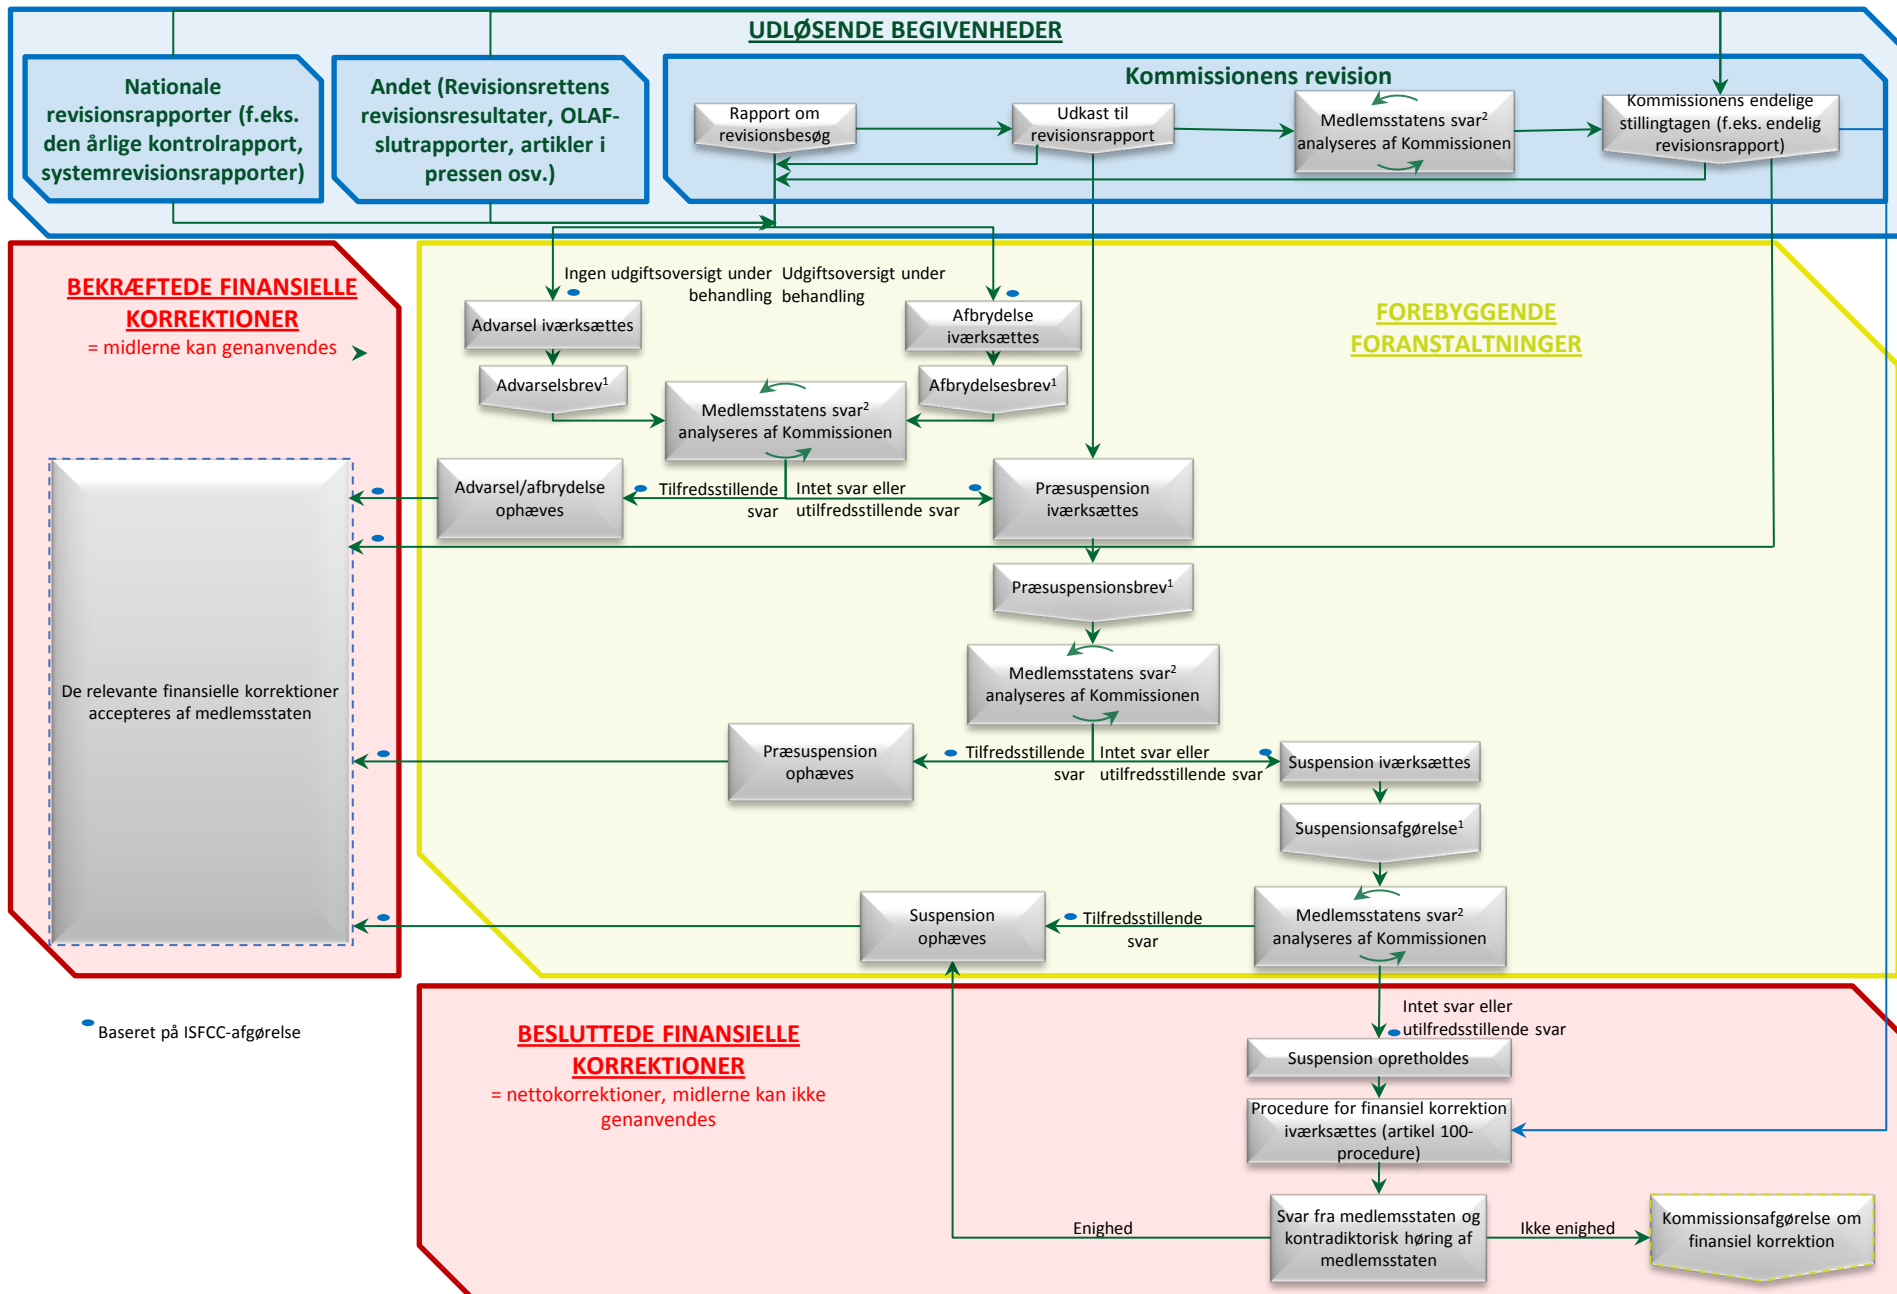 UDLØSENDE BEGIVENHEDER
Nationale
revisionsrapporter (f.eks.
den årlige kontrolrapport,
systemrevisionsrapporter)
Andet (Revisionsrettens
revisionsresultater, OLAF-
slutrapporter, artikler i
pressen osv.)
Kommissionens revision
Rapport om
revisionsbesøg
Udkast til
revisionsrapport
Medlemsstatens svar²
analyseres af Kommissionen
Kommissionens endelige
stillingtagen (f.eks. endelig
revisionsrapport)
BEKRÆFTEDE FINANSIELLE
KORREKTIONER
= midlerne kan genanvendes
De relevante finansielle korrektioner
accepteres af medlemsstaten
FOREBYGGENDE
FORANSTALTNINGER
Ingen udgiftsoversigt under
behandling
Udgiftsoversigt under
behandling
Advarsel iværksættes
Afbrydelse
iværksættes
Advarselsbrev¹
Afbrydelsesbrev¹
Medlemsstatens svar²
analyseres af Kommissionen
Advarsel/afbrydelse
ophæves
Tilfredsstillende
svar
Intet svar eller
utilfredsstillende svar
Præsuspension
iværksættes
Præsuspensionsbrev¹
Medlemsstatens svar²
analyseres af Kommissionen
Præsuspension
ophæves
Tilfredsstillende
svar
Intet svar eller
utilfredsstillende svar
Suspension iværksættes
Suspensionsafgørelse¹
Suspension
ophæves
Tilfredsstillende
svar
Medlemsstatens svar²
analyseres af Kommissionen
Baseret på ISFCC-afgørelse
BESLUTTEDE FINANSIELLE
KORREKTIONER
= nettokorrektioner, midlerne kan ikke
genanvendes
Intet svar eller
utilfredsstillende svar
Suspension opretholdes
Procedure for finansiel korrektion
iværksættes (artikel 100-
procedure)
Enighed
Svar fra medlemsstaten og
kontradiktorisk høring af
medlemsstaten
Ikke enighed
Kommissionsafgørelse om
finansiel korrektion